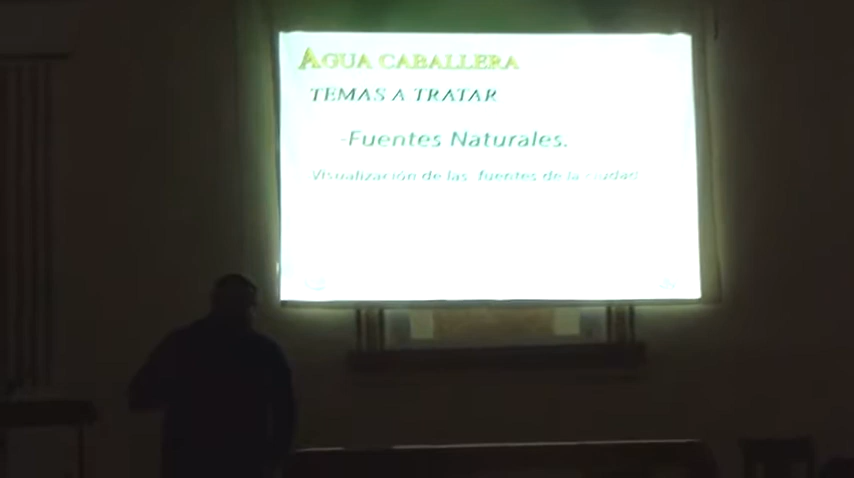 AGUA CABALLERA
TEMAS A TRATAR
-Fuentes Naturales.
Visualización de las fuentes de la ciudad